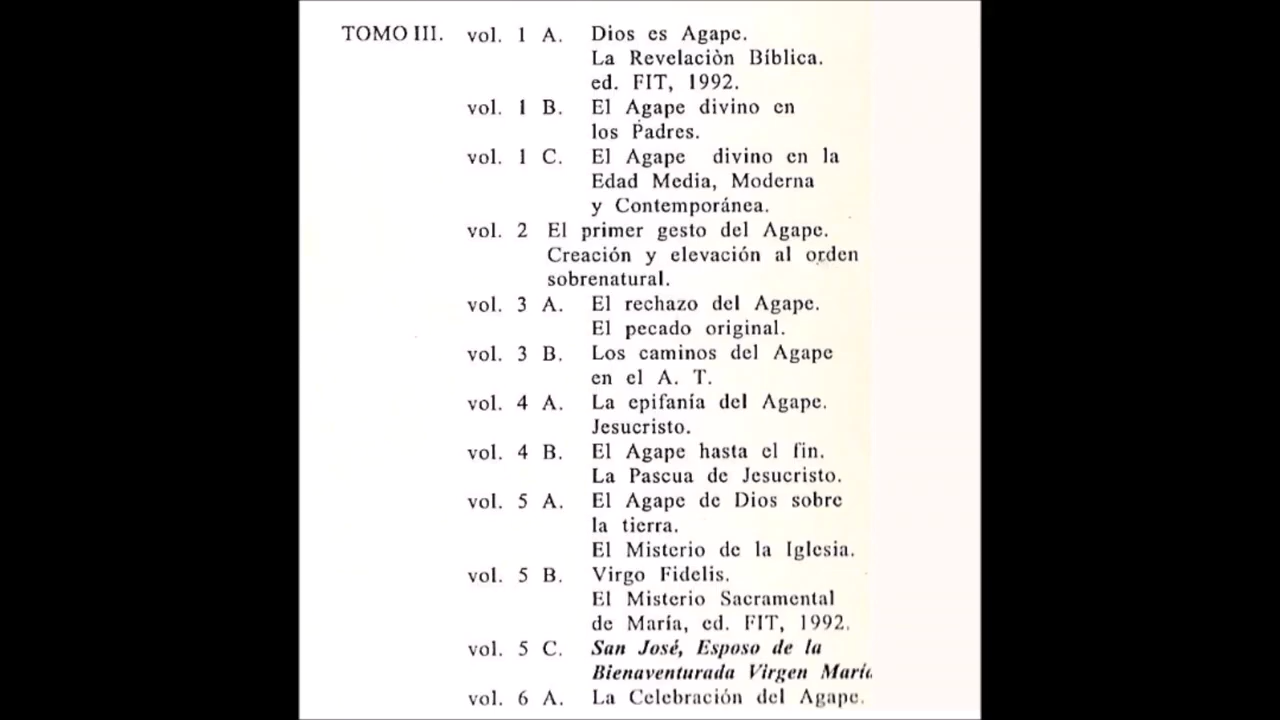 TOMO III. vol. 1 A. Dios es Agape.
La Revelaciòn Bíblica.
ed. FIT, 1992.
vol. 1 B. El Agape divino en
los Padres.
vol. 1 C. El Agape divino en la
Edad Media, Moderna
y Contemporánea.
vol. 2 El primer gesto del Agape.
Creación y elevación al orden
sobrenatural.
vol. 3 A. El rechazo del Agape.
El pecado original.
vol. 3 B. Los caminos del Agape
en el A. T.
vol. 4 A. La epifanía del Agape.
Jesucristo.
vol. 4 B. El Agape hasta el fin.
La Pascua de Jesucristo.
vol. 5 A. El Agape de Dios sobre
la tierra.
El Misterio de la Iglesia.
vol. 5 B. Virgo Fidelis.
El Misterio Sacramental
de María, ed. FIT, 1992.
vol. 5 C. San José, Esposo de la
Bienaventurada Virgen María
vol. 6 A. La Celebración del Agape.